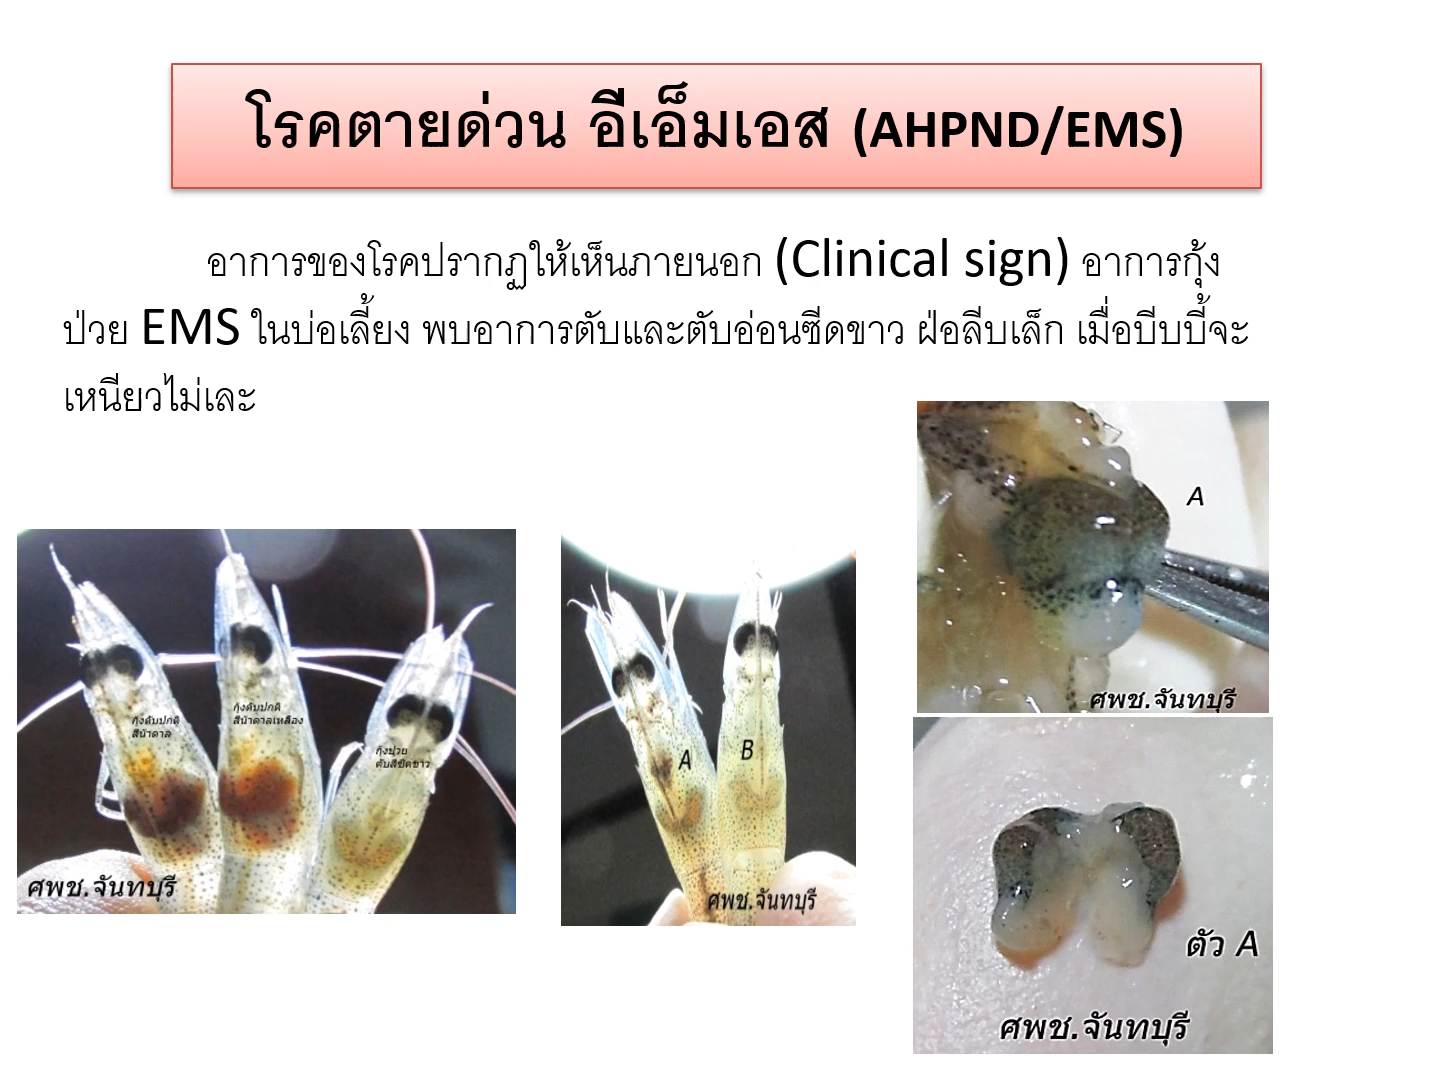 โรคตายด่วน อีเอ็มเอส (AHPND/EMS)
อาการของโรคปรากฏให้เห็นภายนอก (Clinical sign) อาการกุ้ง
ป่วย EMS ในบ่อเลี้ยง พบอาการตับและตับอ่อนซีดขาว ฝ่อลีบเล็ก เมื่อบีบบี้จะ
เหนียวไม่เละ
กุ้งตับปกติ
สีน้ำตาล
กุ้งตับปกติ
สีน้ำตาลเหลือง
กุ้งป่วย
ตับสีซีดขาว
ศพช.จันทบุรี
A
B
ศพช.จันทบุรี
A
ศพช.จันทบุรี
ตัว A
ศพช.จันทบุรี